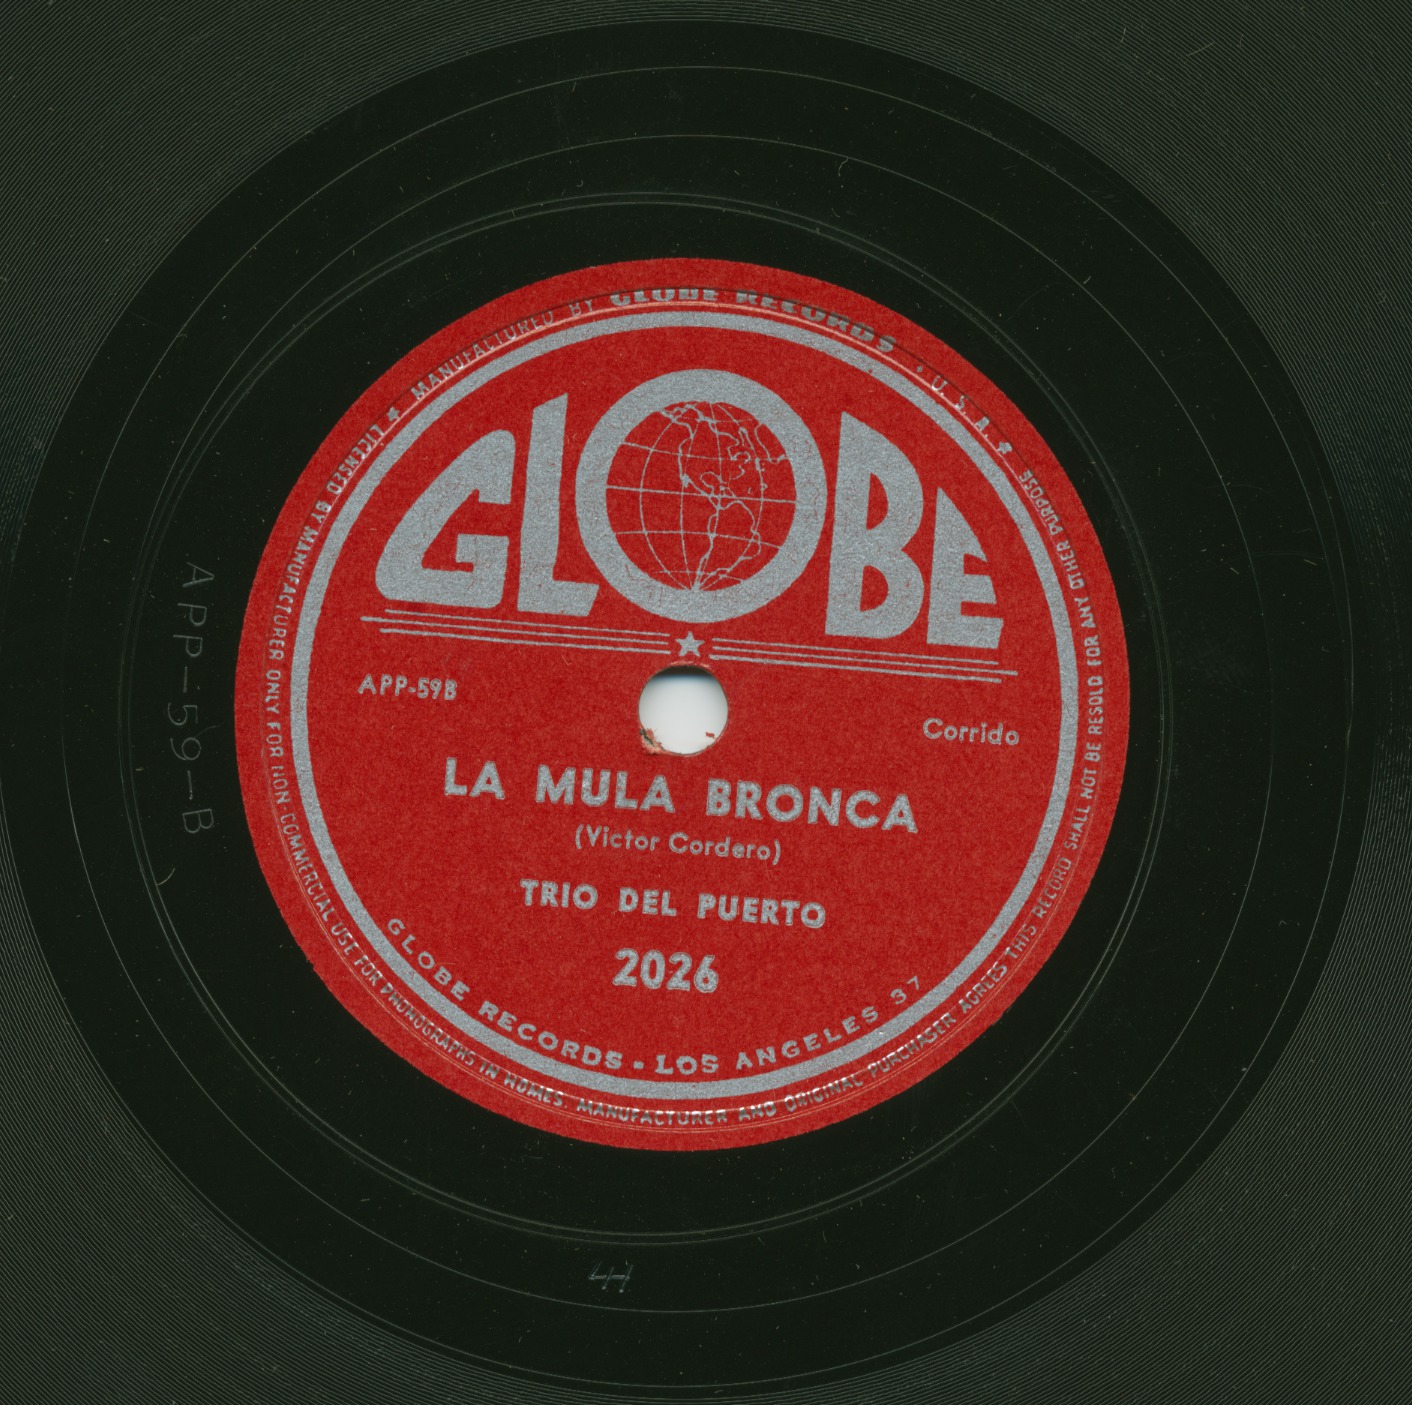 ★ MANUFACTURED BY GLOBE RECORDS · U. S. A. ★
GLOBE
APP-59B
Corrido
LA MULA BRONCA
(Victor Cordero)
TRIO DEL PUERTO
2026
GLOBE RECORDS - LOS ANGELES 37
LICENSED BY MANUFACTURER ONLY FOR NON-COMMERCIAL USE FOR PHONOGRAPHS IN HOMES. MANUFACTURER AND ORIGINAL PURCHASER AGREES THIS RECORD SHALL NOT BE RESOLD FOR ANY OTHER PURPOSE
APP-59-B